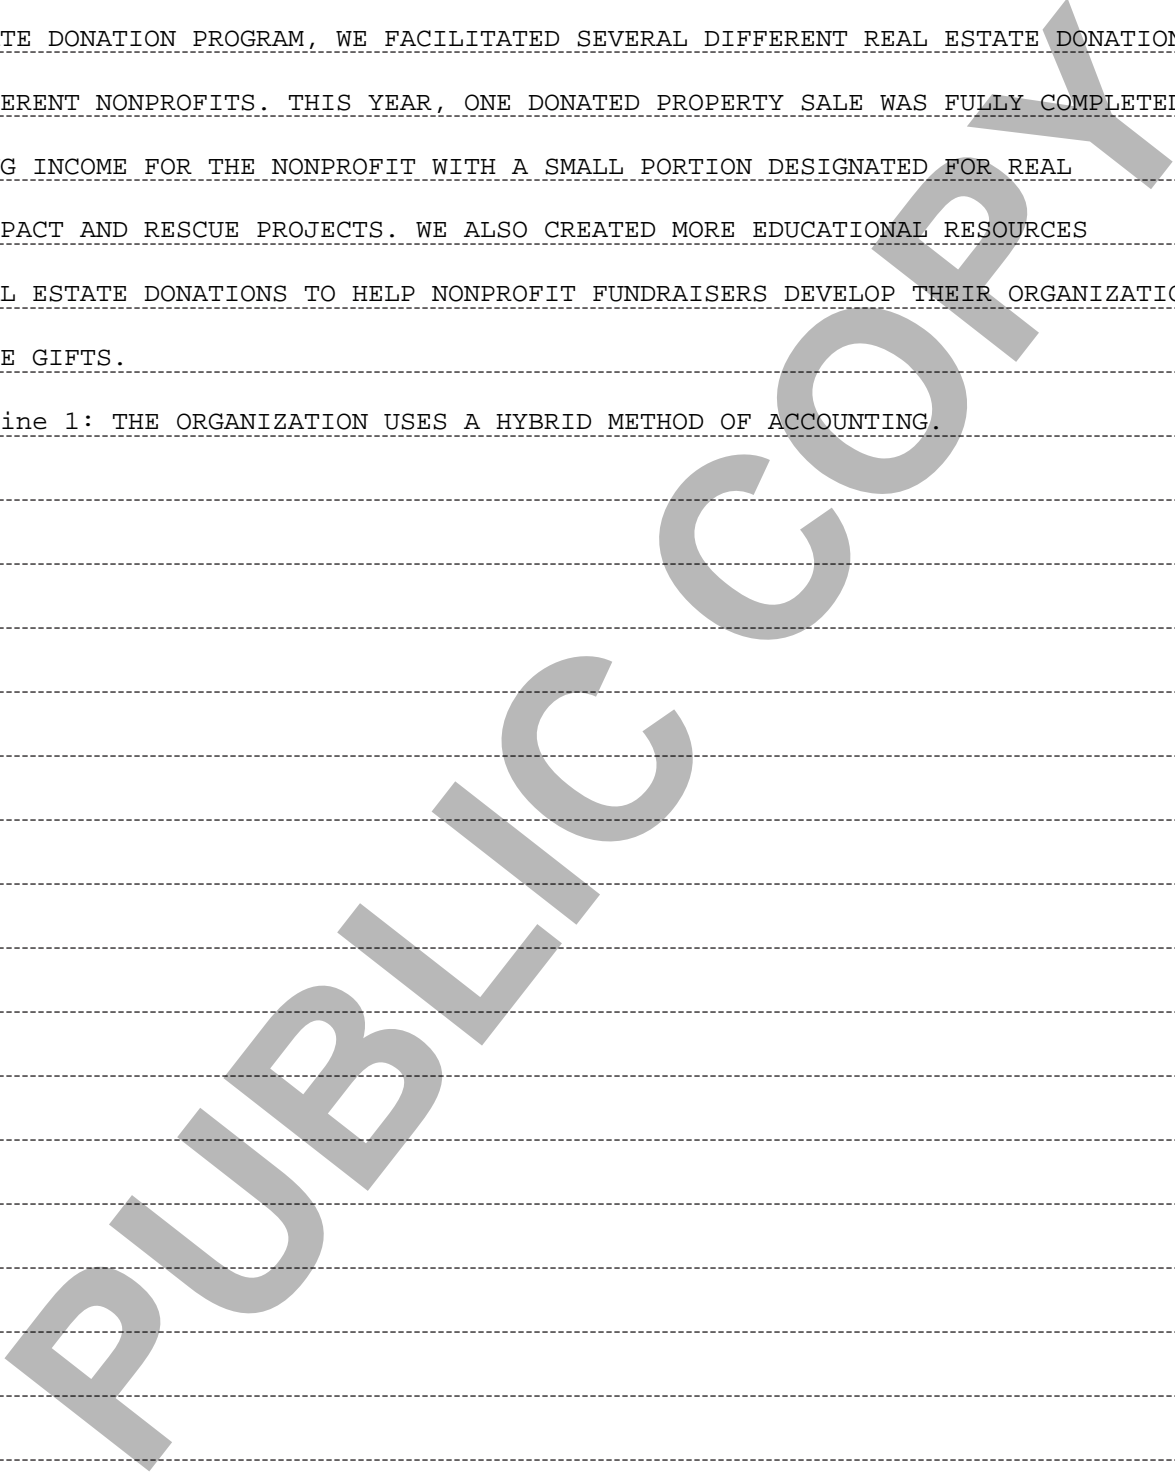 TE DONATION PROGRAM, WE FACILITATED SEVERAL DIFFERENT REAL ESTATE DONATION
ERENT NONPROFITS. THIS YEAR, ONE DONATED PROPERTY SALE WAS FULLY COMPLETED
G INCOME FOR THE NONPROFIT WITH A SMALL PORTION DESIGNATED FOR REAL
PACT AND RESCUE PROJECTS. WE ALSO CREATED MORE EDUCATIONAL RESOURCES
L ESTATE DONATIONS TO HELP NONPROFIT FUNDRAISERS DEVELOP THEIR ORGANIZATIO
E GIFTS.
ine 1: THE ORGANIZATION USES A HYBRID METHOD OF ACCOUNTING.
PUBLIC COPY